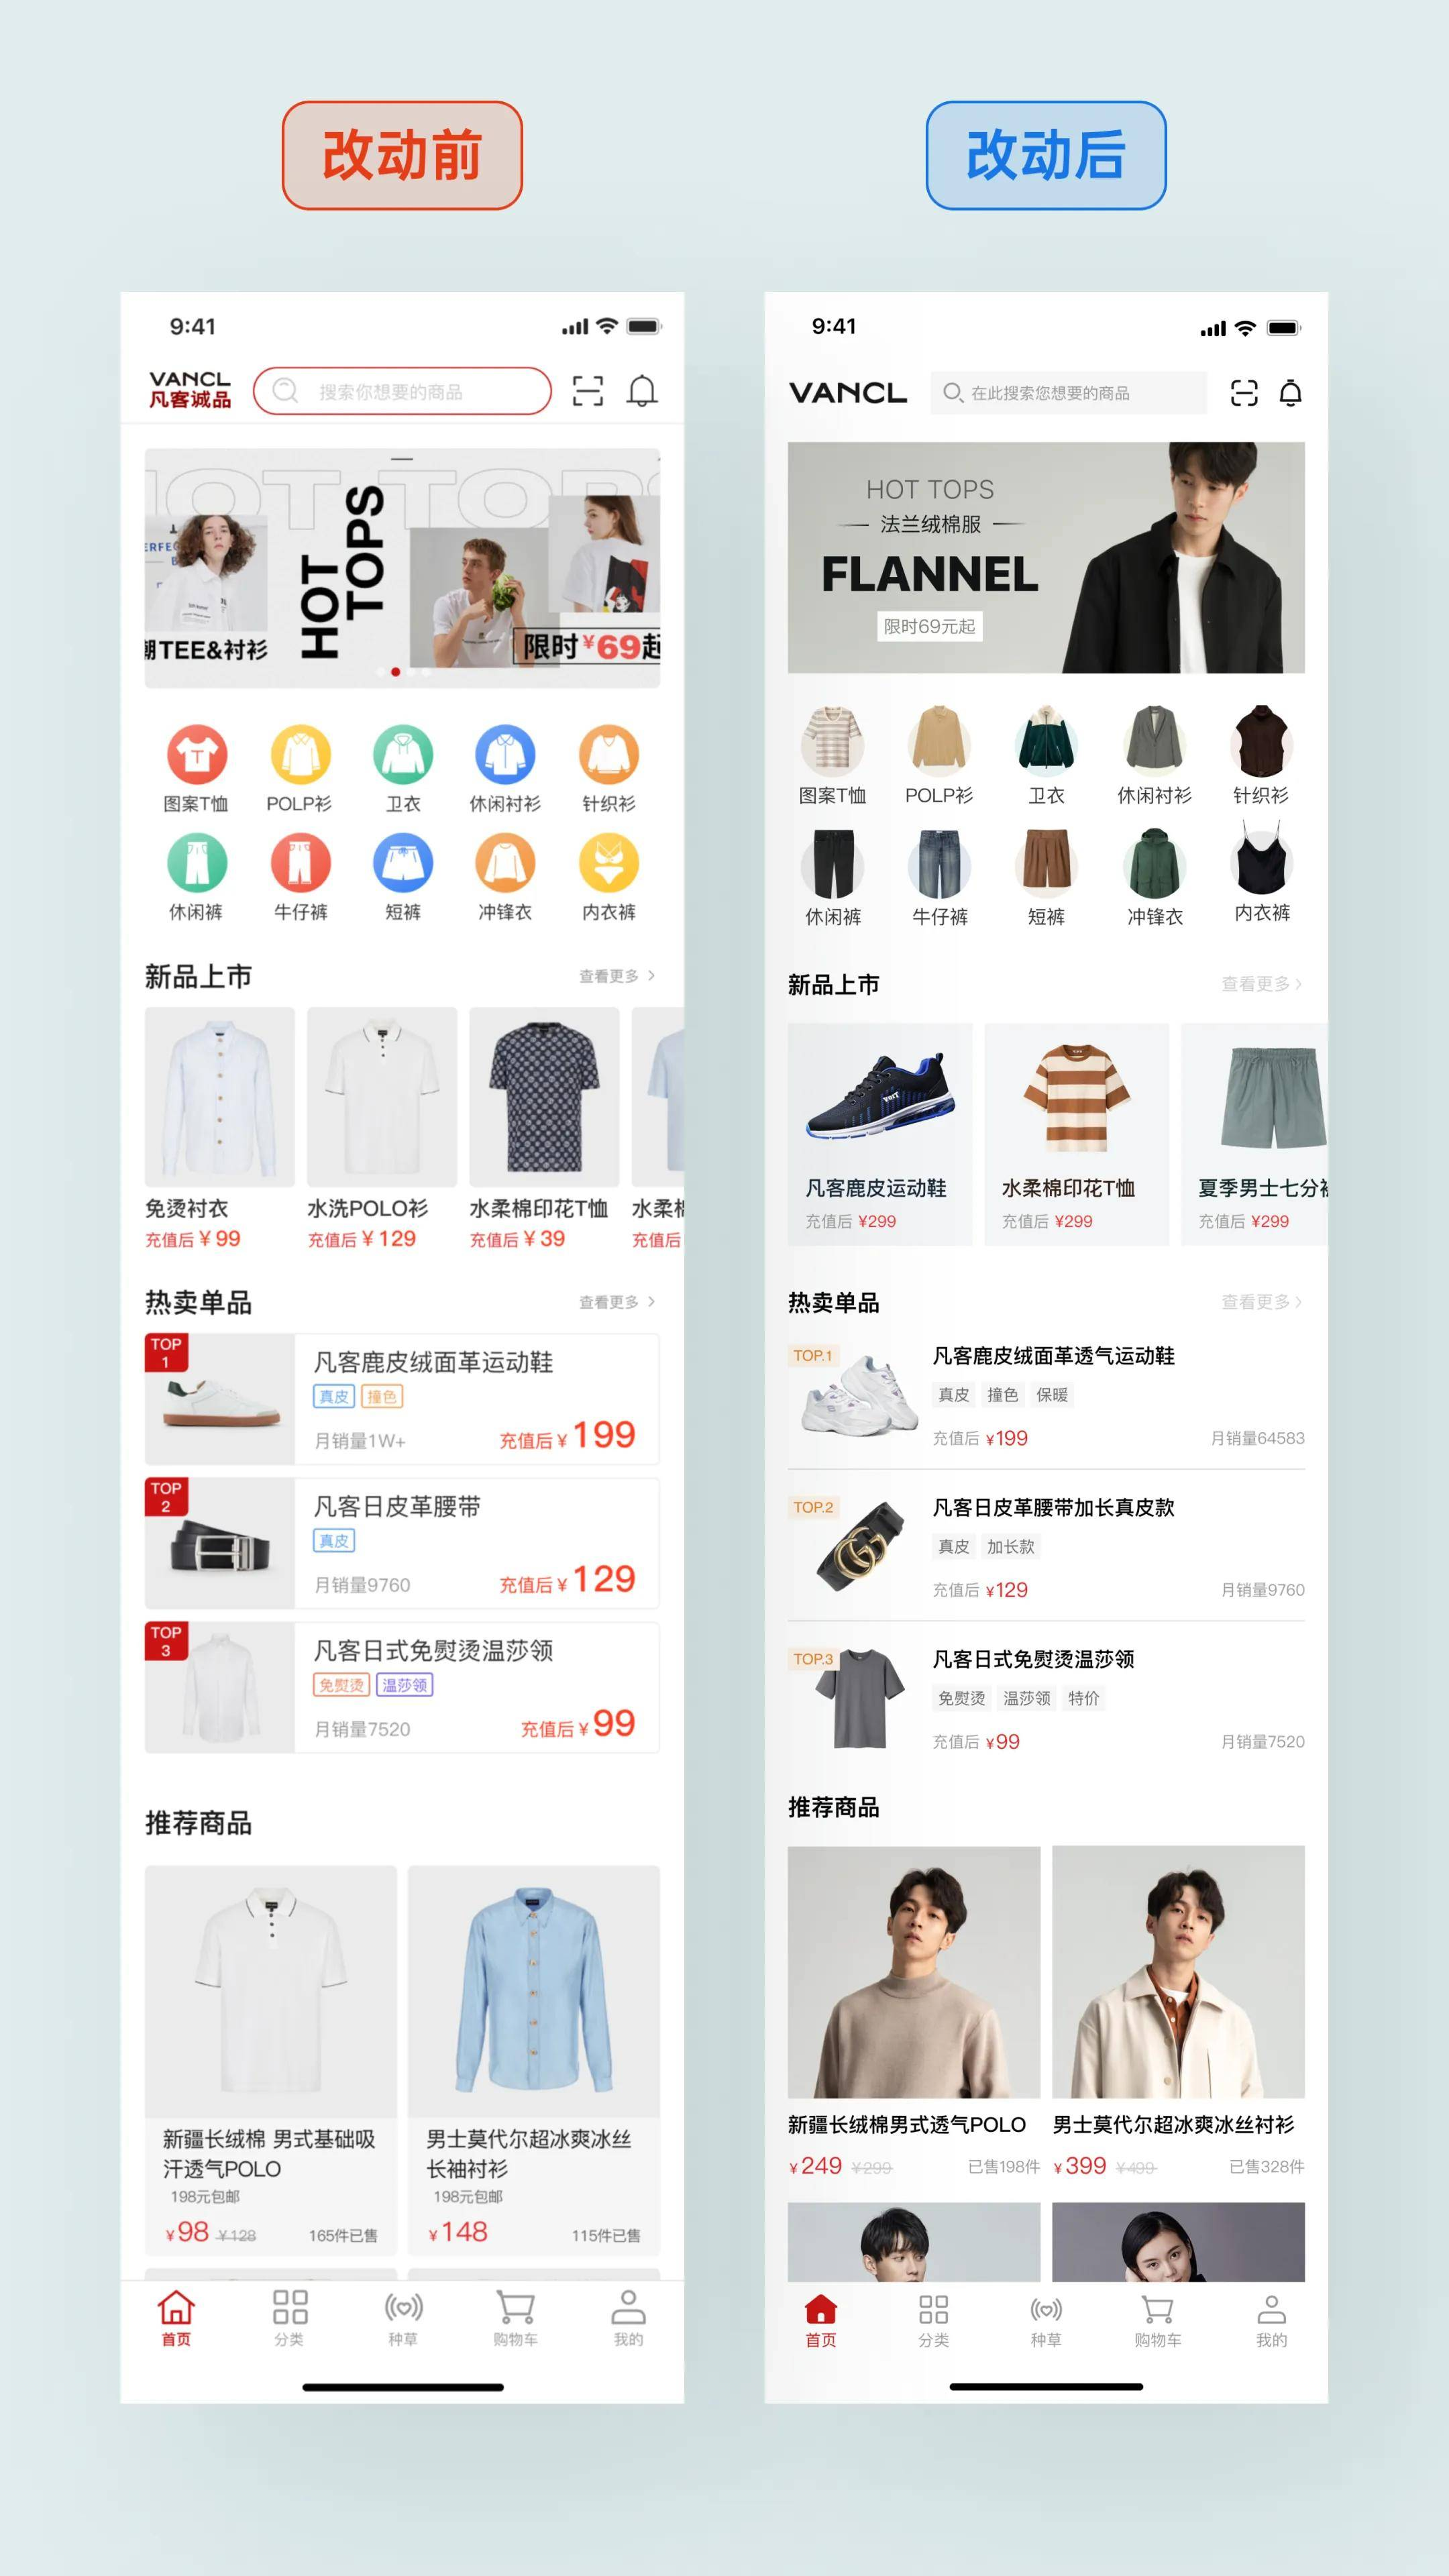 改动前
9:41
VANCL
凡客诚品
搜索你想要的商品
HOT TOPS
HOT
TOPS
潮TEE&衬衫
限时¥69起
图案T恤 POLP衫 卫衣 休闲衬衫 针织衫
休闲裤 牛仔裤 短裤 冲锋衣 内衣裤
新品上市 查看更多
免烫衬衣 水洗POLO衫 水柔棉印花T恤 水柔棉
充值后¥99 充值后¥129 充值后¥39 充值后
热卖单品 查看更多
TOP
1
凡客鹿皮绒面革运动鞋
真皮 撞色
月销量1W+ 充值后¥199
TOP
2
凡客日皮革腰带
真皮
月销量9760 充值后¥129
TOP
3
凡客日式免熨烫温莎领
免熨烫 温莎领
月销量7520 充值后¥99
推荐商品
新疆长绒棉 男式基础吸
汗透气POLO
198元包邮
¥98 ¥128 165件已售
男士莫代尔超冰爽冰丝
长袖衬衫
198元包邮
¥148 115件已售
首页 分类 种草 购物车 我的
改动后
9:41
VANCL
在此搜索您想要的商品
HOT TOPS
法兰绒棉服
FLANNEL
限时69元起
图案T恤 POLP衫 卫衣 休闲衬衫 针织衫
休闲裤 牛仔裤 短裤 冲锋衣 内衣裤
新品上市 查看更多
凡客鹿皮运动鞋 水柔棉印花T恤 夏季男士七分裤
充值后 ¥299 充值后 ¥299 充值后 ¥299
热卖单品 查看更多
TOP.1
凡客鹿皮绒面革透气运动鞋
真皮 撞色 保暖
充值后 ¥199 月销量64583
TOP.2
凡客日皮革腰带加长真皮款
真皮 加长款
充值后 ¥129 月销量9760
TOP.3
凡客日式免熨烫温莎领
免熨烫 温莎领 特价
充值后 ¥99 月销量7520
推荐商品
新疆长绒棉男式透气POLO
¥249 ¥299 已售198件
男士莫代尔超冰爽冰丝衬衫
¥399 ¥499 已售328件
首页 分类 种草 购物车 我的